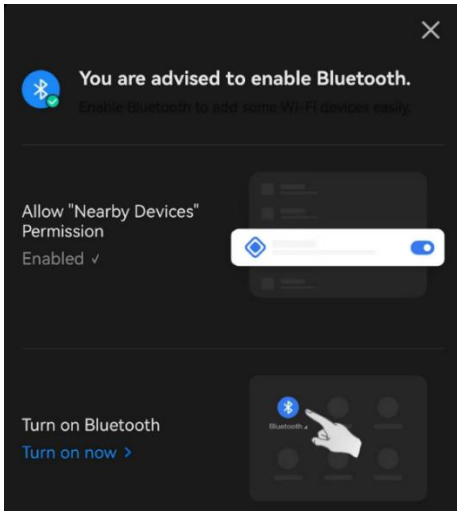 You are advised to enable Bluetooth.
Enable Bluetooth to add some Wi-Fi devices easily.
Allow "Nearby Devices"
Permission
Enabled ✓
Bluetooth
Turn on Bluetooth
Turn on now >